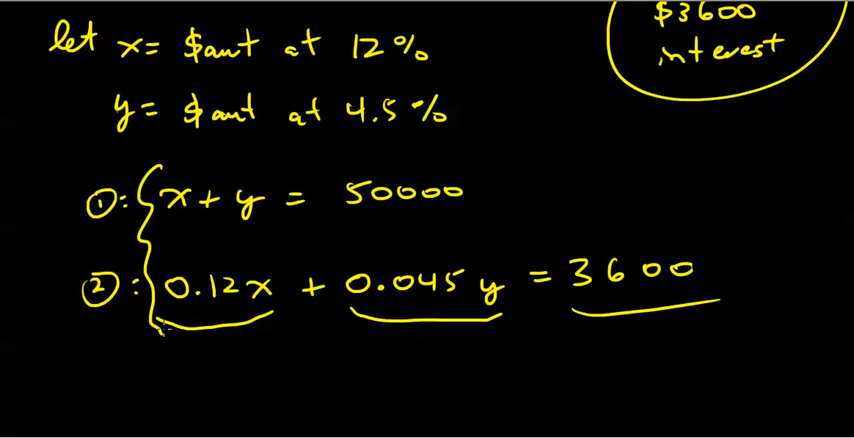 $3600
interest
let x = $amt at 12%
y = $amt at 4.5%
①: x + y = 50000
②: 0.12x + 0.045y = 3600